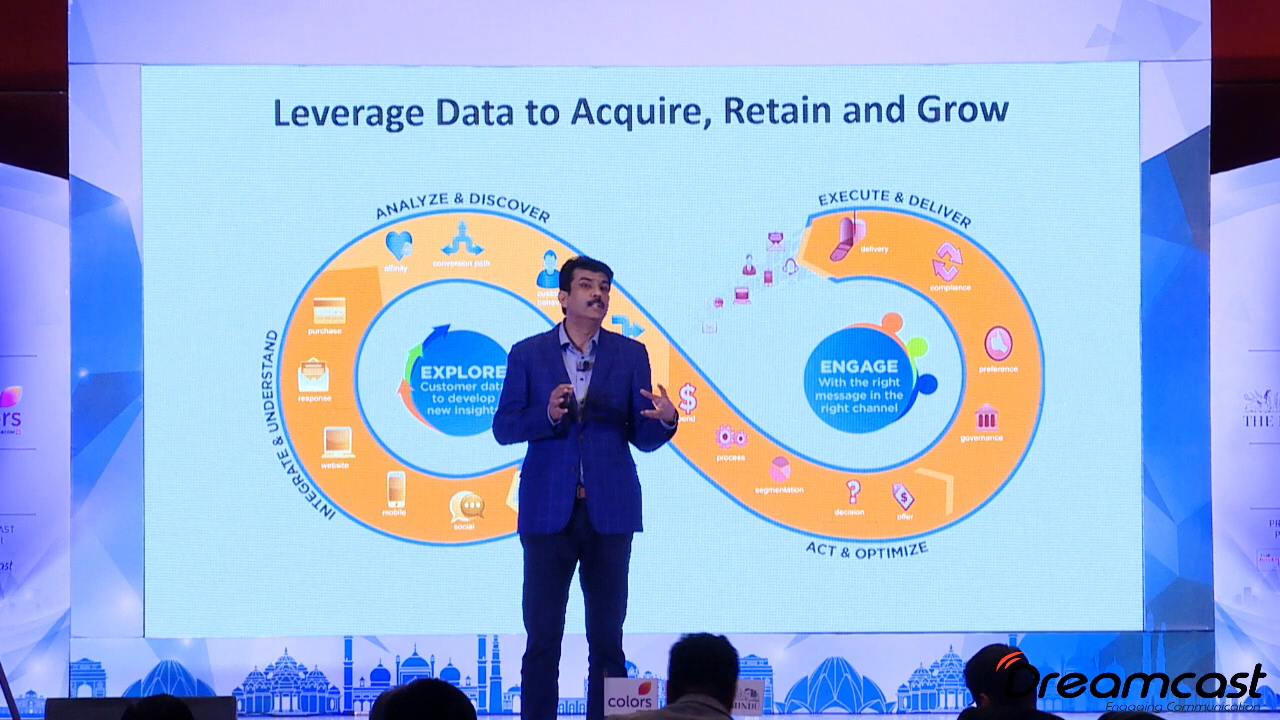 Leverage Data to Acquire, Retain and Grow
ANALYZE & DISCOVER
EXECUTE & DELIVER
affinity
conversion path
delivery
compliance
purchase
response
website
mobile
social
INTEGRATE & UNDERSTAND
EXPLORE
Customer data
to develop
new insight
ENGAGE
With the right
message in the
right channel
preference
governance
process
segmentation
decision
offer
ACT & OPTIMIZE
colors
THE
Dreamcast
Engaging Communication